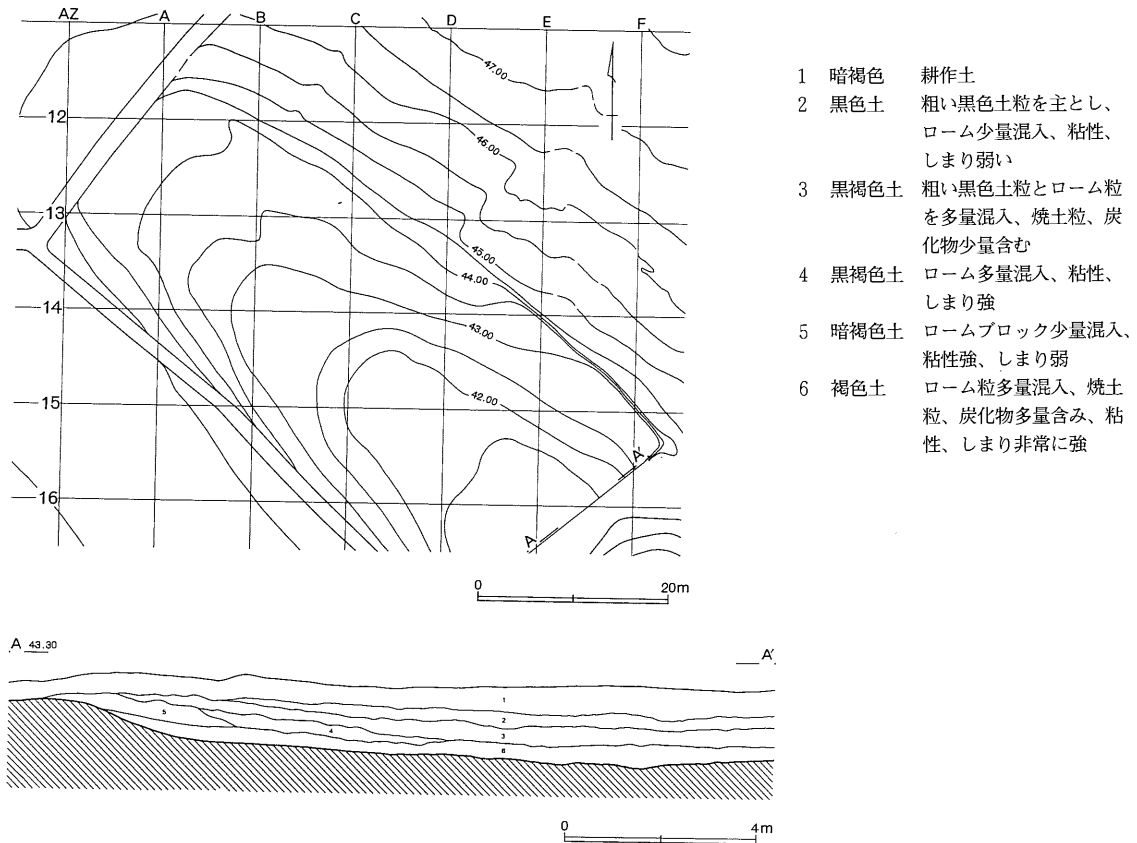 AZ A B C D E F
47.00
12
46.00
13
45.00
44.00
14
43.00
15
42.00
A′
16
A
0 20m
1 暗褐色 耕作土
2 黒色土 粗い黒色土粒を主とし、
ローム少量混入、粘性、
しまり弱い
3 黒褐色土 粗い黒色土粒とローム粒
を多量混入、焼土粒、炭
化物少量含む
4 黒褐色土 ローム多量混入、粘性、
しまり強
5 暗褐色土 ロームブロック少量混入、
粘性強、しまり弱
6 褐色土 ローム粒多量混入、焼土
粒、炭化物多量含み、粘
性、しまり非常に強
A 43.30 A′
1
5 2
4 3
6
0 4m